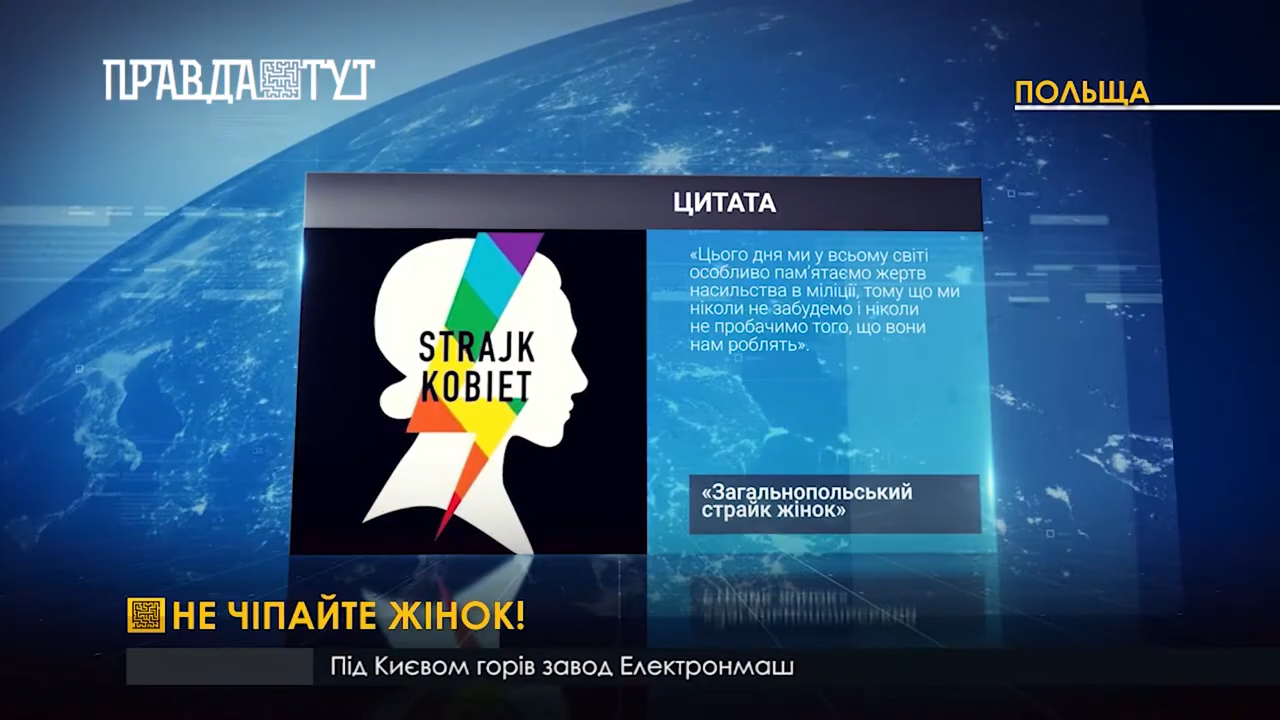 ПРАВДА ТУТ
ПОЛЬЩА
ЦИТАТА
STRAJK
KOBIET
«Цього дня ми у всьому світі
особливо пам'ятаємо жертв
насильства в міліції, тому що ми
ніколи не забудемо і ніколи
не пробачимо того, що вони
нам роблять».
«Загальнопольський
страйк жінок»
НЕ ЧІПАЙТЕ ЖІНОК!
Під Києвом горів завод Електронмаш